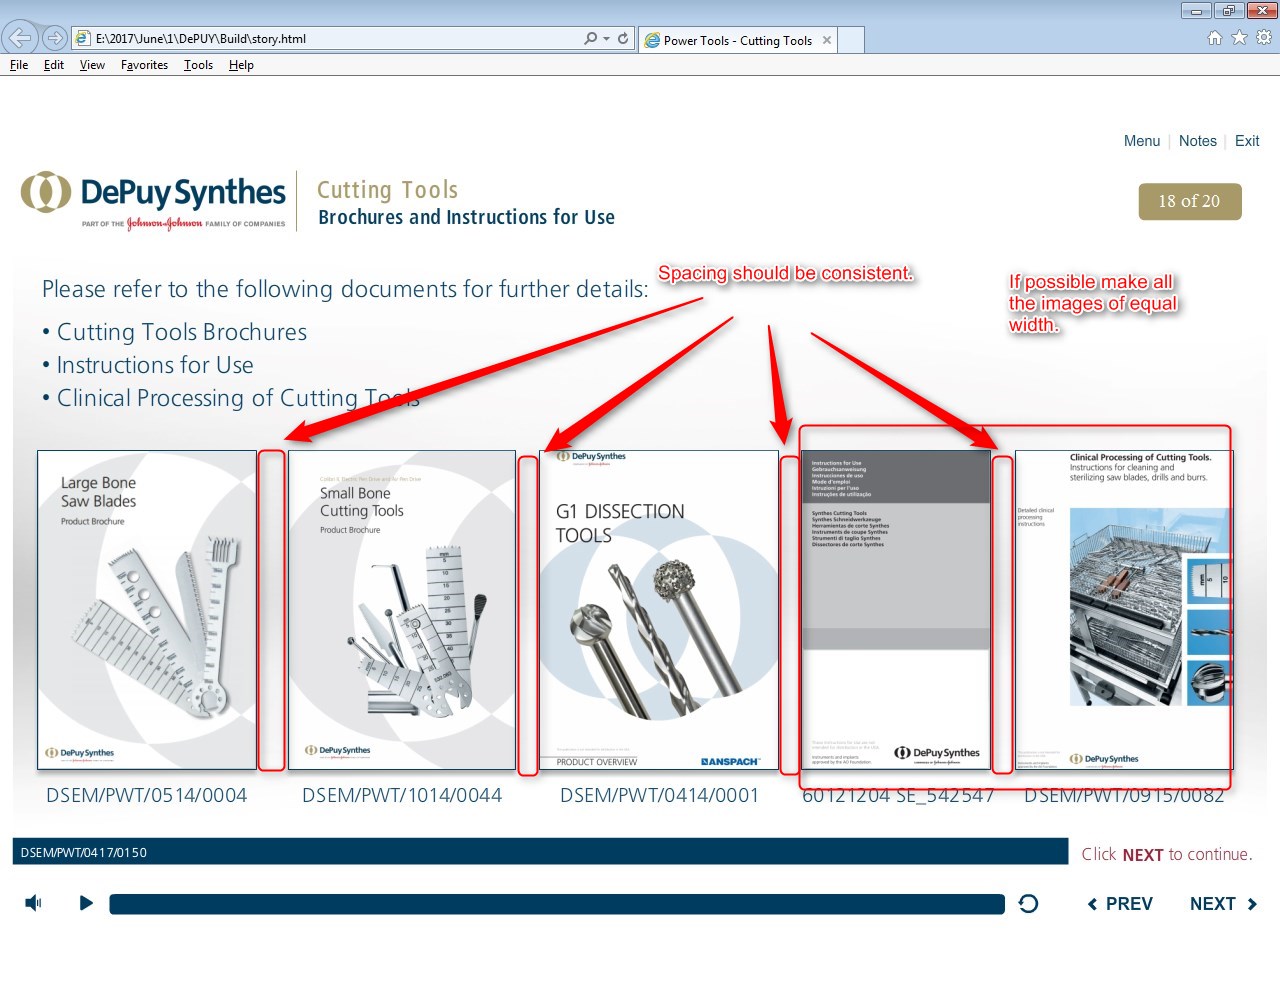 E:\2017\June\1\DePUY\Build\story.html
Power Tools - Cutting Tools
File Edit View Favorites Tools Help
Menu | Notes | Exit
DePuy Synthes
PART OF THE Johnson & Johnson FAMILY OF COMPANIES
Cutting Tools
Brochures and Instructions for Use
18 of 20
Spacing should be consistent.
If possible make all
the images of equal
width.
Please refer to the following documents for further details:
• Cutting Tools Brochures
• Instructions for Use
• Clinical Processing of Cutting Tools
Large Bone
Saw Blades
Product Brochure
DePuy Synthes
Small Bone
Cutting Tools
Product Brochure
DePuy Synthes
DePuy Synthes
G1 DISSECTION
TOOLS
PRODUCT OVERVIEW
ANSPACH
Instructions for Use
Gebrauchsanweisung
Instrucciones de uso
Mode d'emploi
Istruzioni per l'uso
Instruções de utilização
Synthes Cutting Tools
Synthes Schneidwerkzeuge
Herramientas de corte Synthes
Instruments de coupe Synthes
Strumenti di taglio Synthes
Dissectores de corte Synthes
Instruments and implants
approved by the AO Foundation.
DePuy Synthes
Clinical Processing of Cutting Tools.
Instructions for cleaning and
sterilizing saw blades, drills and burrs.
Detailed clinical
processing
instructions
DePuy Synthes
DSEM/PWT/0514/0004
DSEM/PWT/1014/0044
DSEM/PWT/0414/0001
60121204 SE_542547
DSEM/PWT/0915/0082
DSEM/PWT/0417/0150
Click NEXT to continue.
PREV
NEXT